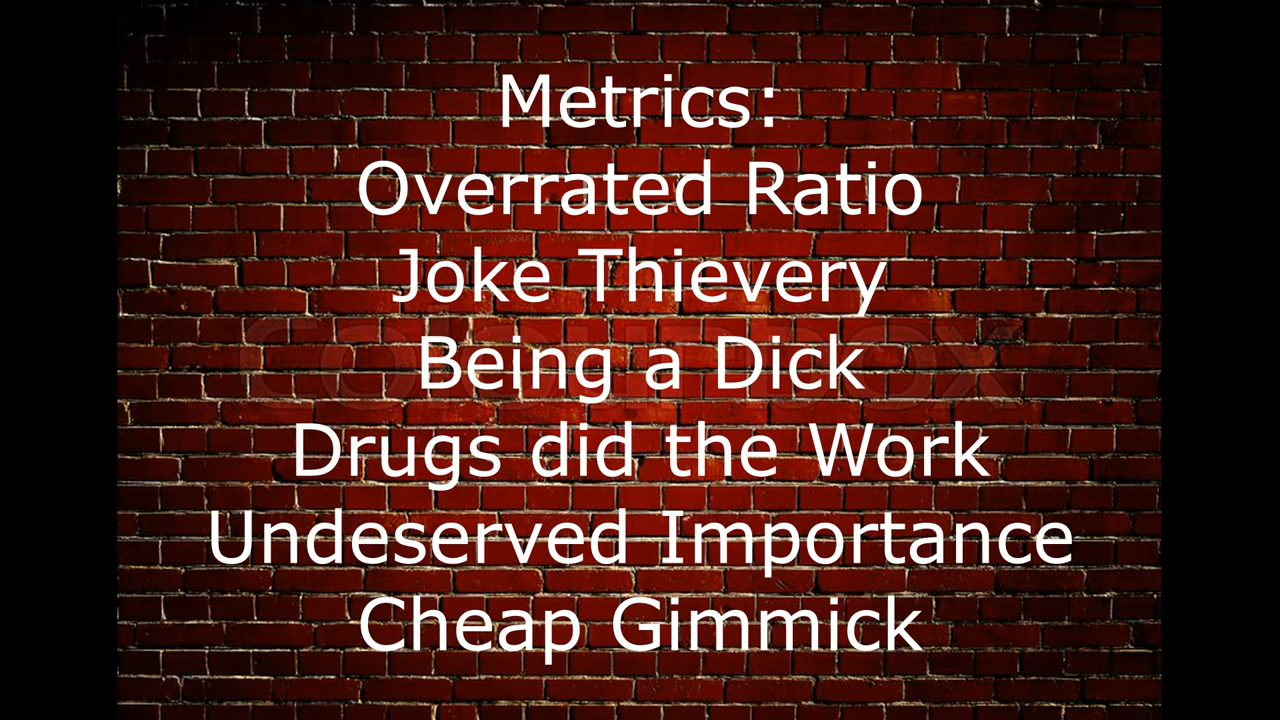 Metrics:
Overrated Ratio
Joke Thievery
Being a Dick
Drugs did the Work
Undeserved Importance
Cheap Gimmick